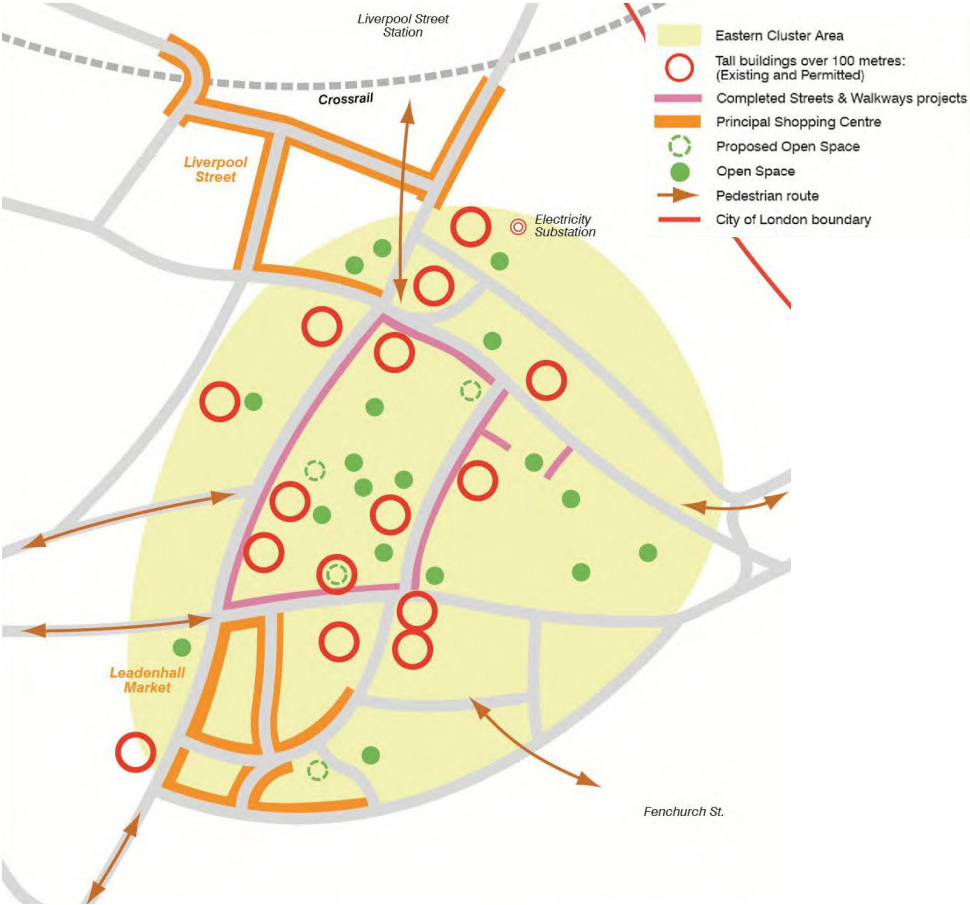 Liverpool Street
Station
Crossrail
Liverpool
Street
Electricity
Substation
Leadenhall
Market
Fenchurch St.
Eastern Cluster Area
Tall buildings over 100 metres:
(Existing and Permitted)
Completed Streets & Walkways projects
Principal Shopping Centre
Proposed Open Space
Open Space
Pedestrian route
City of London boundary